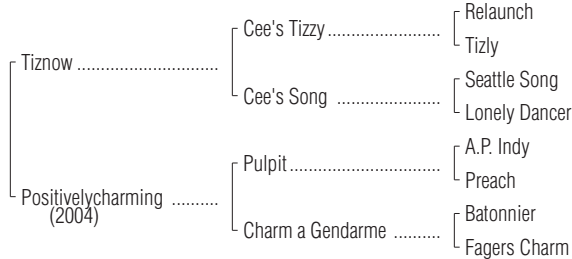 Relaunch
Cee's Tizzy ........................
Tizly
Tiznow ..............................
Seattle Song
Cee's Song ......................
Lonely Dancer
A.P. Indy
Pulpit................................
Preach
Positivelycharming ..........
(2004)
Batonnier
Charm a Gendarme ..........
Fagers Charm